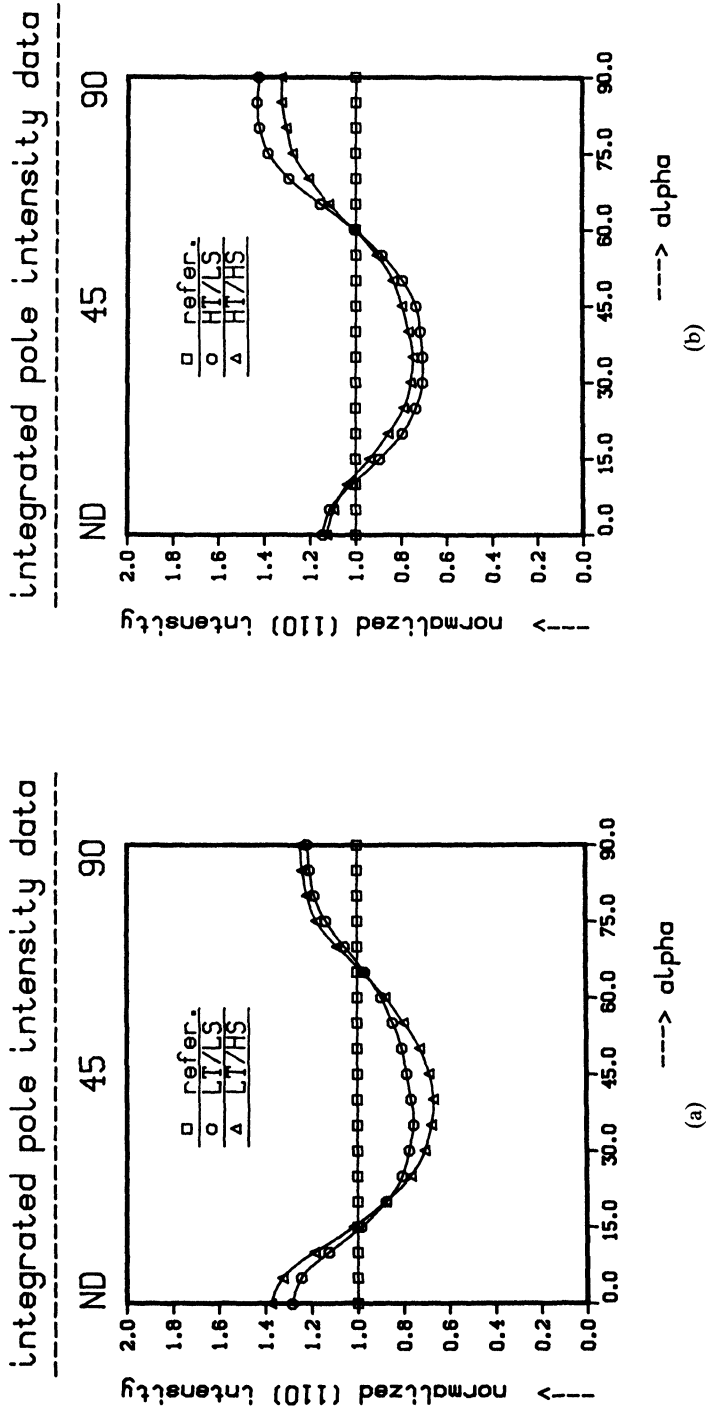 integrated pole intensity data
ND 45 90
refer.
LT/LS
LT/HS
2.0
1.8
1.6
1.4
1.2
1.0
0.8
0.6
0.4
0.2
0.0
---> normalized (110) intensity
0.0 15.0 30.0 45.0 60.0 75.0 90.0
---> alpha
(a)
integrated pole intensity data
ND 45 90
refer.
HT/LS
HT/HS
2.0
1.8
1.6
1.4
1.2
1.0
0.8
0.6
0.4
0.2
0.0
---> normalized (110) intensity
0.0 15.0 30.0 45.0 60.0 75.0 90.0
---> alpha
(b)